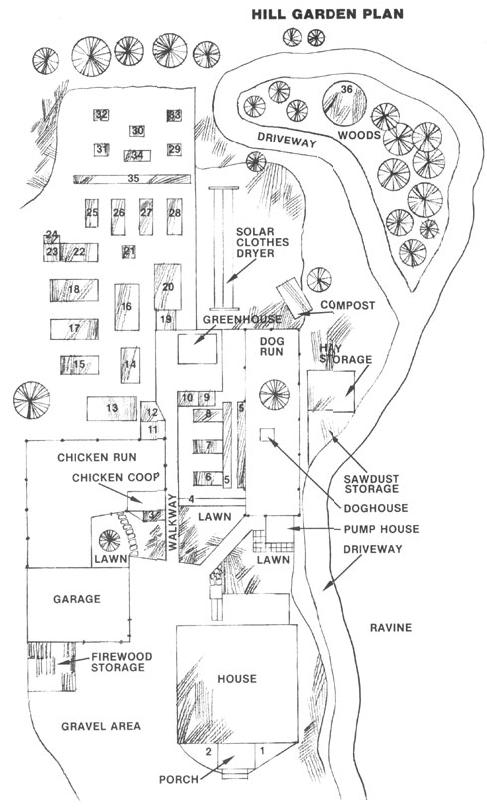 HILL GARDEN PLAN
36
WOODS
DRIVEWAY
32
33
30
31
34
29
35
25
26
27
28
24
23
22
21
SOLAR
CLOTHES
DRYER
18
16
20
COMPOST
GREENHOUSE
19
17
DOG
RUN
HAY
STORAGE
15
14
10
9
13
12
8
5
11
7
CHICKEN RUN
CHICKEN COOP
6
5
SAWDUST
STORAGE
DOGHOUSE
4
3
WALKWAY
LAWN
PUMP HOUSE
DRIVEWAY
LAWN
LAWN
GARAGE
RAVINE
FIREWOOD
STORAGE
HOUSE
GRAVEL AREA
2
1
PORCH